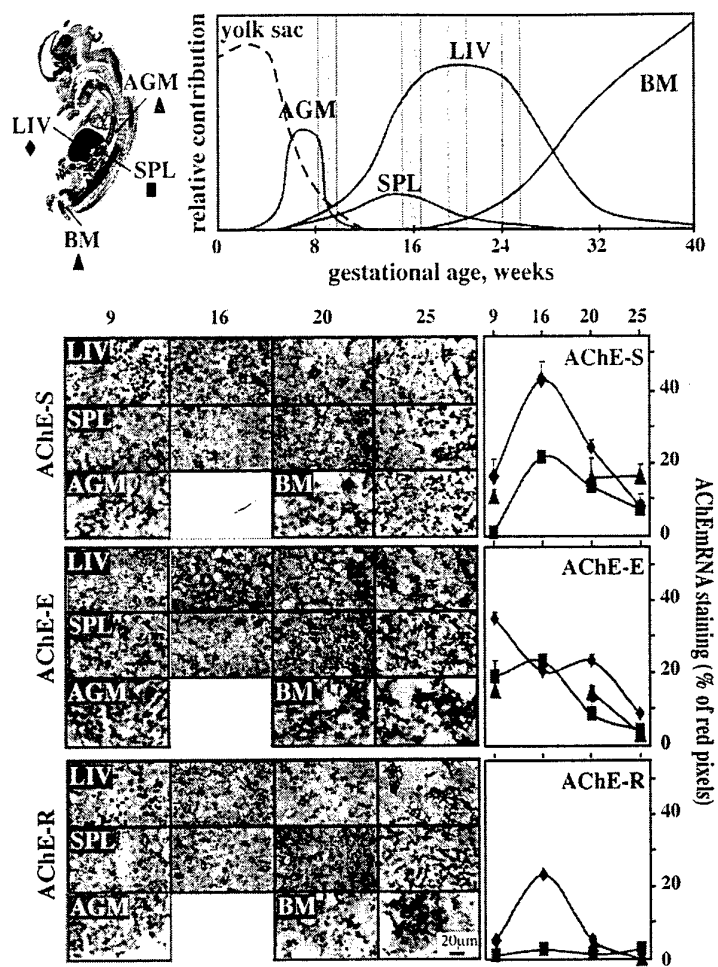 yolk sac
LIV
BM
AGM
SPL
relative contribution
0 8 16 24 32 40
gestational age, weeks
AGM
LIV
SPL
BM
9 16 20 25
9 16 20 25
AChE-S
LIV
SPL
AGM
BM
AChE-S
40
20
0
AChE-E
LIV
SPL
AGM
BM
AChE-E
40
20
0
AChE-R
LIV
SPL
AGM
BM
20µm
AChE-R
40
20
0
AChEmRNA staining (% of red pixels)